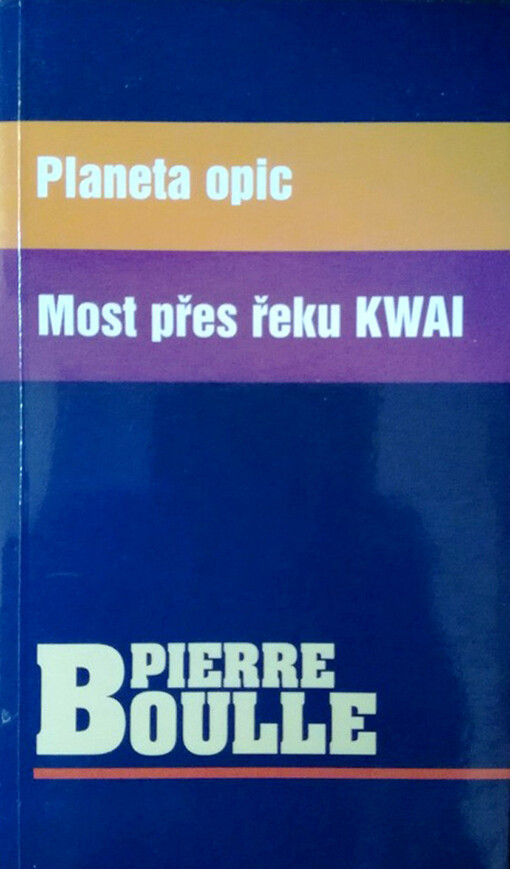 Planeta opic
Most přes řeku KWAI
PIERRE
BOULLE